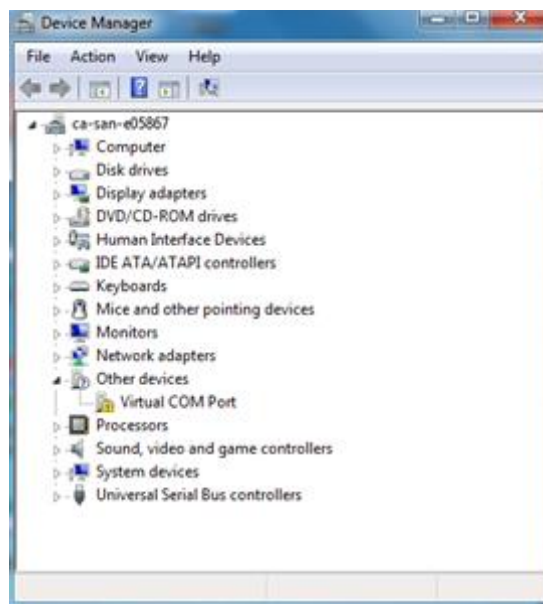 Device Manager
File Action View Help
ca-san-e05867
Computer
Disk drives
Display adapters
DVD/CD-ROM drives
Human Interface Devices
IDE ATA/ATAPI controllers
Keyboards
Mice and other pointing devices
Monitors
Network adapters
Other devices
Virtual COM Port
Processors
Sound, video and game controllers
System devices
Universal Serial Bus controllers